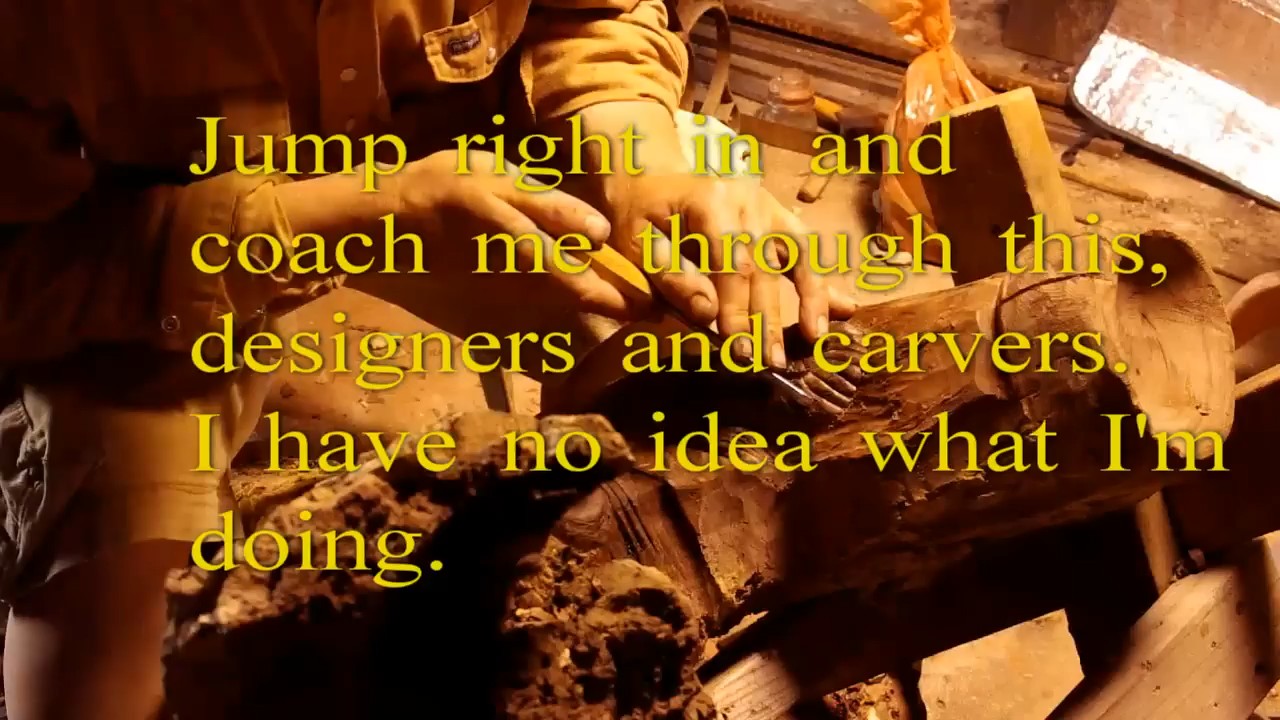 Jump right in and
coach me through this,
designers and carvers.
I have no idea what I'm
doing.